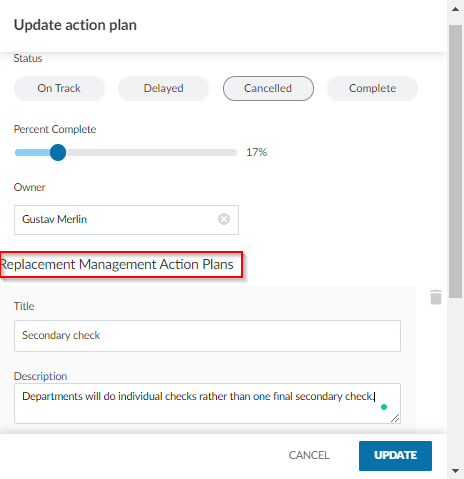 Update action plan
Status
On Track Delayed Cancelled Complete
Percent Complete
17%
Owner
Gustav Merlin
Replacement Management Action Plans
Title
Secondary check
Description
Departments will do individual checks rather than one final secondary check.
CANCEL UPDATE